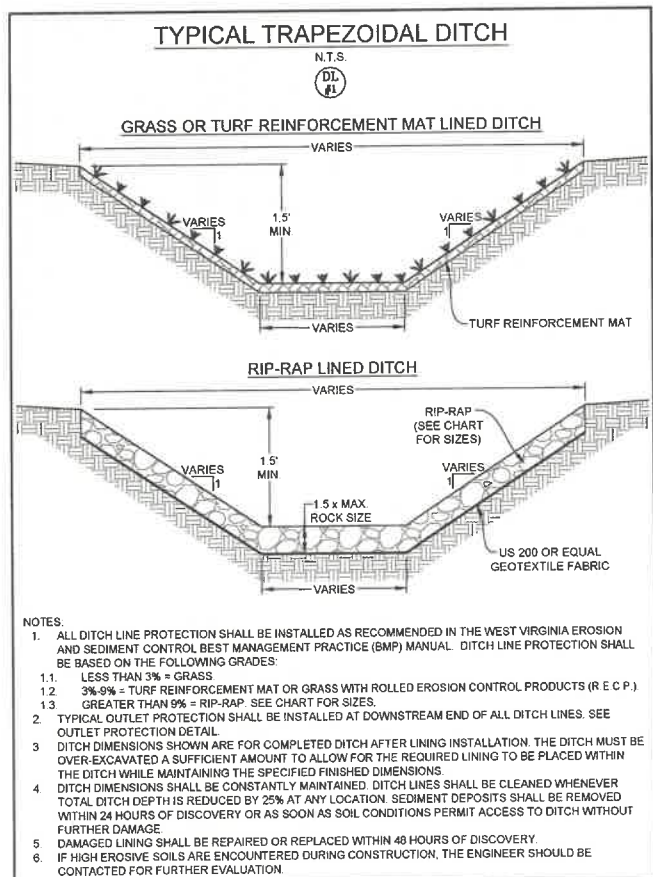 TYPICAL TRAPEZOIDAL DITCH
N.T.S.
DL
#1
GRASS OR TURF REINFORCEMENT MAT LINED DITCH
VARIES
1.5'
MIN
VARIES
1
VARIES
1
TURF REINFORCEMENT MAT
VARIES
RIP-RAP LINED DITCH
VARIES
RIP-RAP
(SEE CHART
FOR SIZES)
1.5'
MIN
VARIES
1
VARIES
1
1.5 x MAX.
ROCK SIZE
US 200 OR EQUAL
GEOTEXTILE FABRIC
VARIES
NOTES.
1. ALL DITCH LINE PROTECTION SHALL BE INSTALLED AS RECOMMENDED IN THE WEST VIRGINIA EROSION
AND SEDIMENT CONTROL BEST MANAGEMENT PRACTICE (BMP) MANUAL. DITCH LINE PROTECTION SHALL
BE BASED ON THE FOLLOWING GRADES:
1.1. LESS THAN 3% = GRASS
1.2. 3%-9% = TURF REINFORCEMENT MAT OR GRASS WITH ROLLED EROSION CONTROL PRODUCTS (R.E.C.P.)
1.3. GREATER THAN 9% = RIP-RAP. SEE CHART FOR SIZES.
2. TYPICAL OUTLET PROTECTION SHALL BE INSTALLED AT DOWNSTREAM END OF ALL DITCH LINES. SEE
OUTLET PROTECTION DETAIL.
3 DITCH DIMENSIONS SHOWN ARE FOR COMPLETED DITCH AFTER LINING INSTALLATION. THE DITCH MUST BE
OVER-EXCAVATED A SUFFICIENT AMOUNT TO ALLOW FOR THE REQUIRED LINING TO BE PLACED WITHIN
THE DITCH WHILE MAINTAINING THE SPECIFIED FINISHED DIMENSIONS.
4. DITCH DIMENSIONS SHALL BE CONSTANTLY MAINTAINED. DITCH LINES SHALL BE CLEANED WHENEVER
TOTAL DITCH DEPTH IS REDUCED BY 25% AT ANY LOCATION. SEDIMENT DEPOSITS SHALL BE REMOVED
WITHIN 24 HOURS OF DISCOVERY OR AS SOON AS SOIL CONDITIONS PERMIT ACCESS TO DITCH WITHOUT
FURTHER DAMAGE.
5. DAMAGED LINING SHALL BE REPAIRED OR REPLACED WITHIN 48 HOURS OF DISCOVERY.
6. IF HIGH EROSIVE SOILS ARE ENCOUNTERED DURING CONSTRUCTION, THE ENGINEER SHOULD BE
CONTACTED FOR FURTHER EVALUATION.